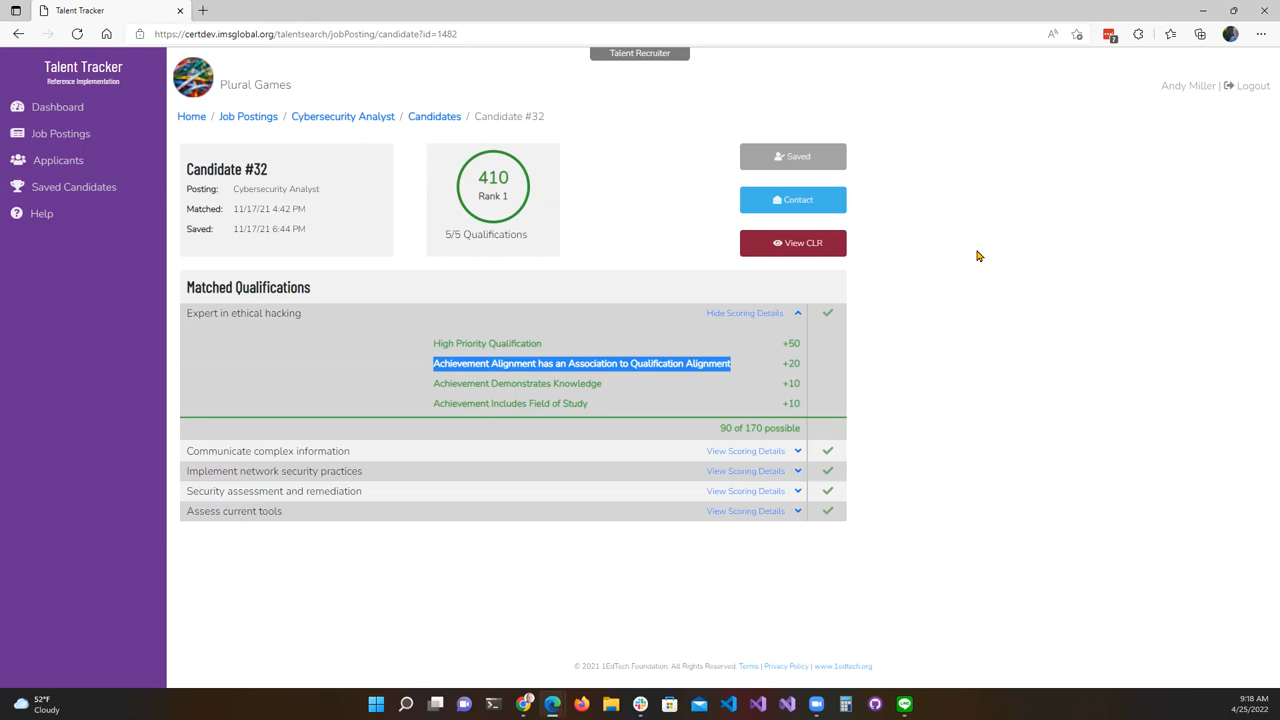 https://certdev.imsglobal.org/talentsearch/jobPosting/candidate?id=1482
7
Talent Recruiter
Talent Tracker
Reference Implementation
Plural Games
Andy Miller | Logout
Dashboard
Job Postings
Applicants
Saved Candidates
Help
Home / Job Postings / Cybersecurity Analyst / Candidates / Candidate #32
Candidate #32
Posting: Cybersecurity Analyst
Matched: 11/17/21 4:42 PM
Saved: 11/17/21 6:44 PM
410
Rank 1
5/5 Qualifications
Saved
Contact
View CLR
Matched Qualifications
Expert in ethical hacking Hide Scoring Details
High Priority Qualification +50
Achievement Alignment has an Association to Qualification Alignment +20
Achievement Demonstrates Knowledge +10
Achievement Includes Field of Study +10
90 of 170 possible
Communicate complex information View Scoring Details
Implement network security practices View Scoring Details
Security assessment and remediation View Scoring Details
Assess current tools View Scoring Details
© 2021 1EdTech Foundation. All Rights Reserved. Terms | Privacy Policy | www.1edtech.org
52°F
Cloudy
9:18 AM
4/25/2022